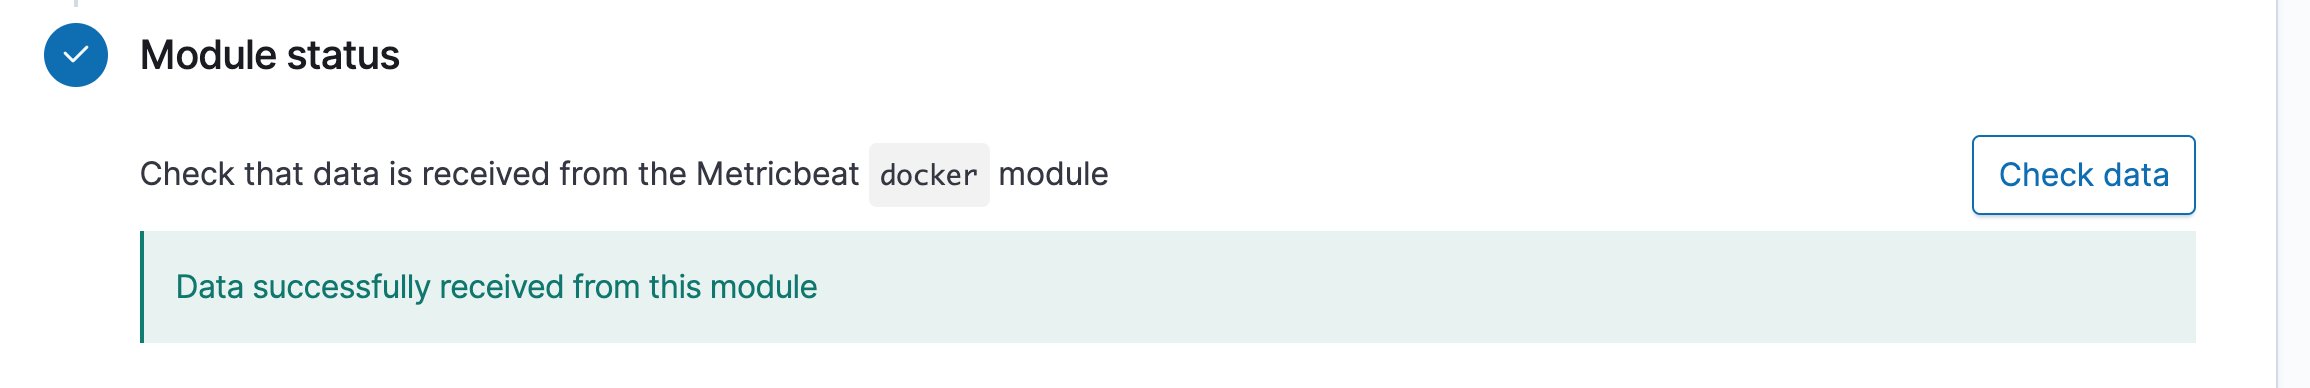 Module status
Check that data is received from the Metricbeat docker module
Check data
Data successfully received from this module